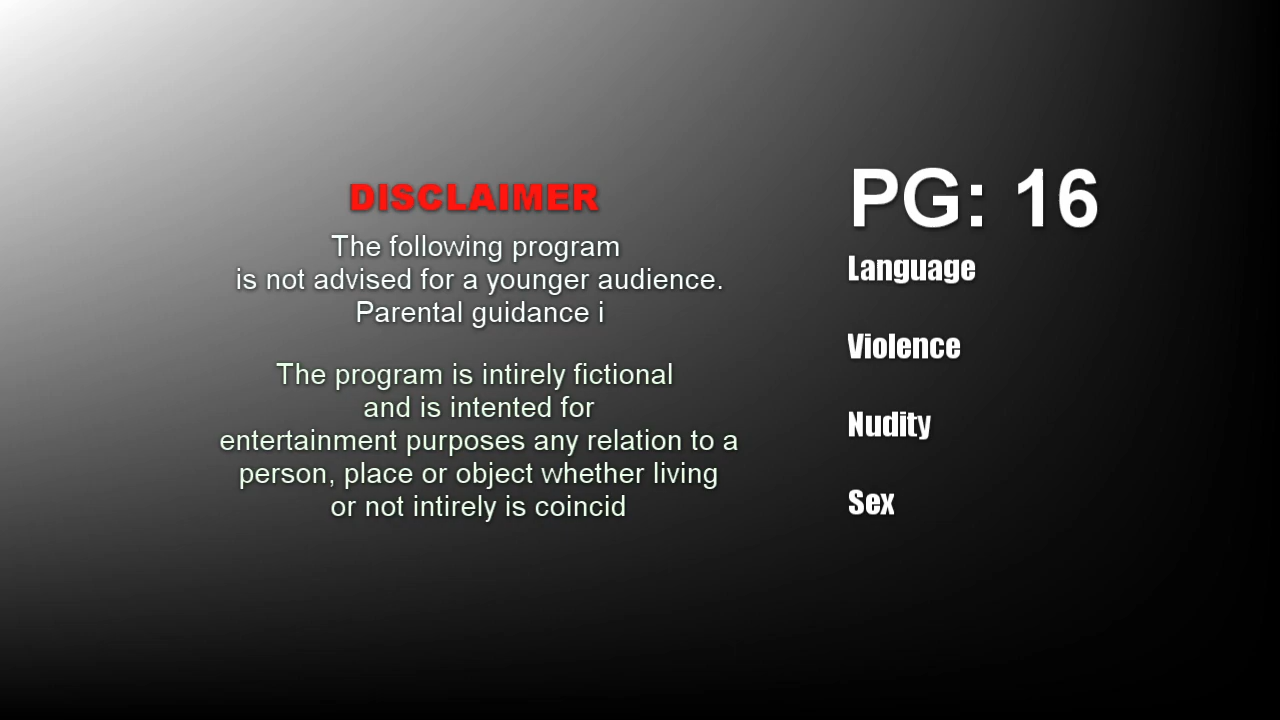 DISCLAIMER
The following program
is not advised for a younger audience.
Parental guidance i
The program is intirely fictional
and is intented for
entertainment purposes any relation to a
person, place or object whether living
or not intirely is coincid
PG: 16
Language
Violence
Nudity
Sex